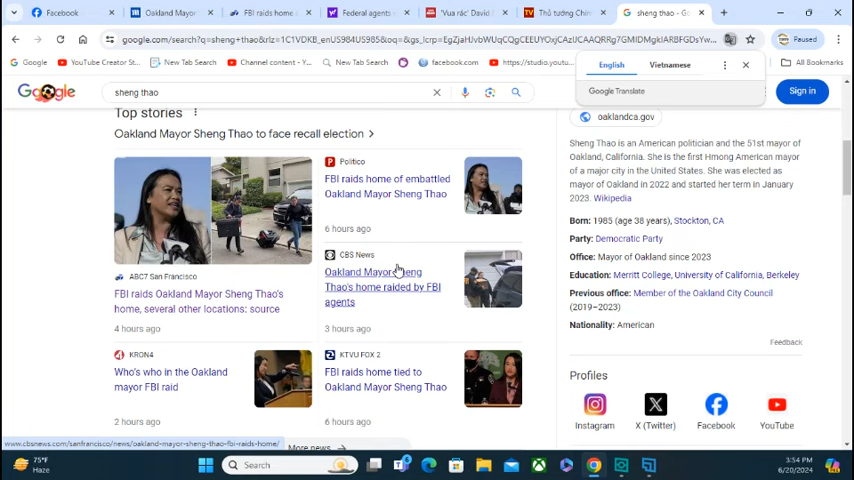 Facebook
Oakland Mayor
FBI raids home
Federal agents s
'Vua rác' David
Thủ tướng Chín
sheng thao - Go
google.com/search?q=sheng+thao&rlz=1C1VDKB_enUS984US985&oq=&gs_lcrp=
Paused
Google
YouTube Creator St...
New Tab Search
Channel content - Y...
New Tab Search
facebook.com
https://studio.youtu...
All Bookmarks
English
Vietnamese
Google Translate
Google
sheng thao
Sign in
Top stories
Oakland Mayor Sheng Thao to face recall election
ABC7 San Francisco
FBI raids Oakland Mayor Sheng Thao's
home, several other locations: source
4 hours ago
Politico
FBI raids home of embattled
Oakland Mayor Sheng Thao
6 hours ago
CBS News
Oakland Mayor Sheng
Thao's home raided by FBI
agents
3 hours ago
KRON4
Who's who in the Oakland
mayor FBI raid
2 hours ago
KTVU FOX 2
FBI raids home tied to
Oakland Mayor Sheng Thao
6 hours ago
More news
oaklandca.gov
Sheng Thao is an American politician and the 51st mayor of
Oakland, California. She is the first Hmong American mayor
of a major city in the United States. She was elected as
mayor of Oakland in 2022 and started her term in January
2023. Wikipedia
Born: 1985 (age 38 years), Stockton, CA
Party: Democratic Party
Office: Mayor of Oakland since 2023
Education: Merritt College, University of California, Berkeley
Previous office: Member of the Oakland City Council
(2019–2023)
Nationality: American
Feedback
Profiles
Instagram
X (Twitter)
Facebook
YouTube
www.cbsnews.com/sanfrancisco/news/oakland-mayor-sheng-thao-fbi-raids-home/
75°F
Haze
Search
3:54 PM
6/20/2024